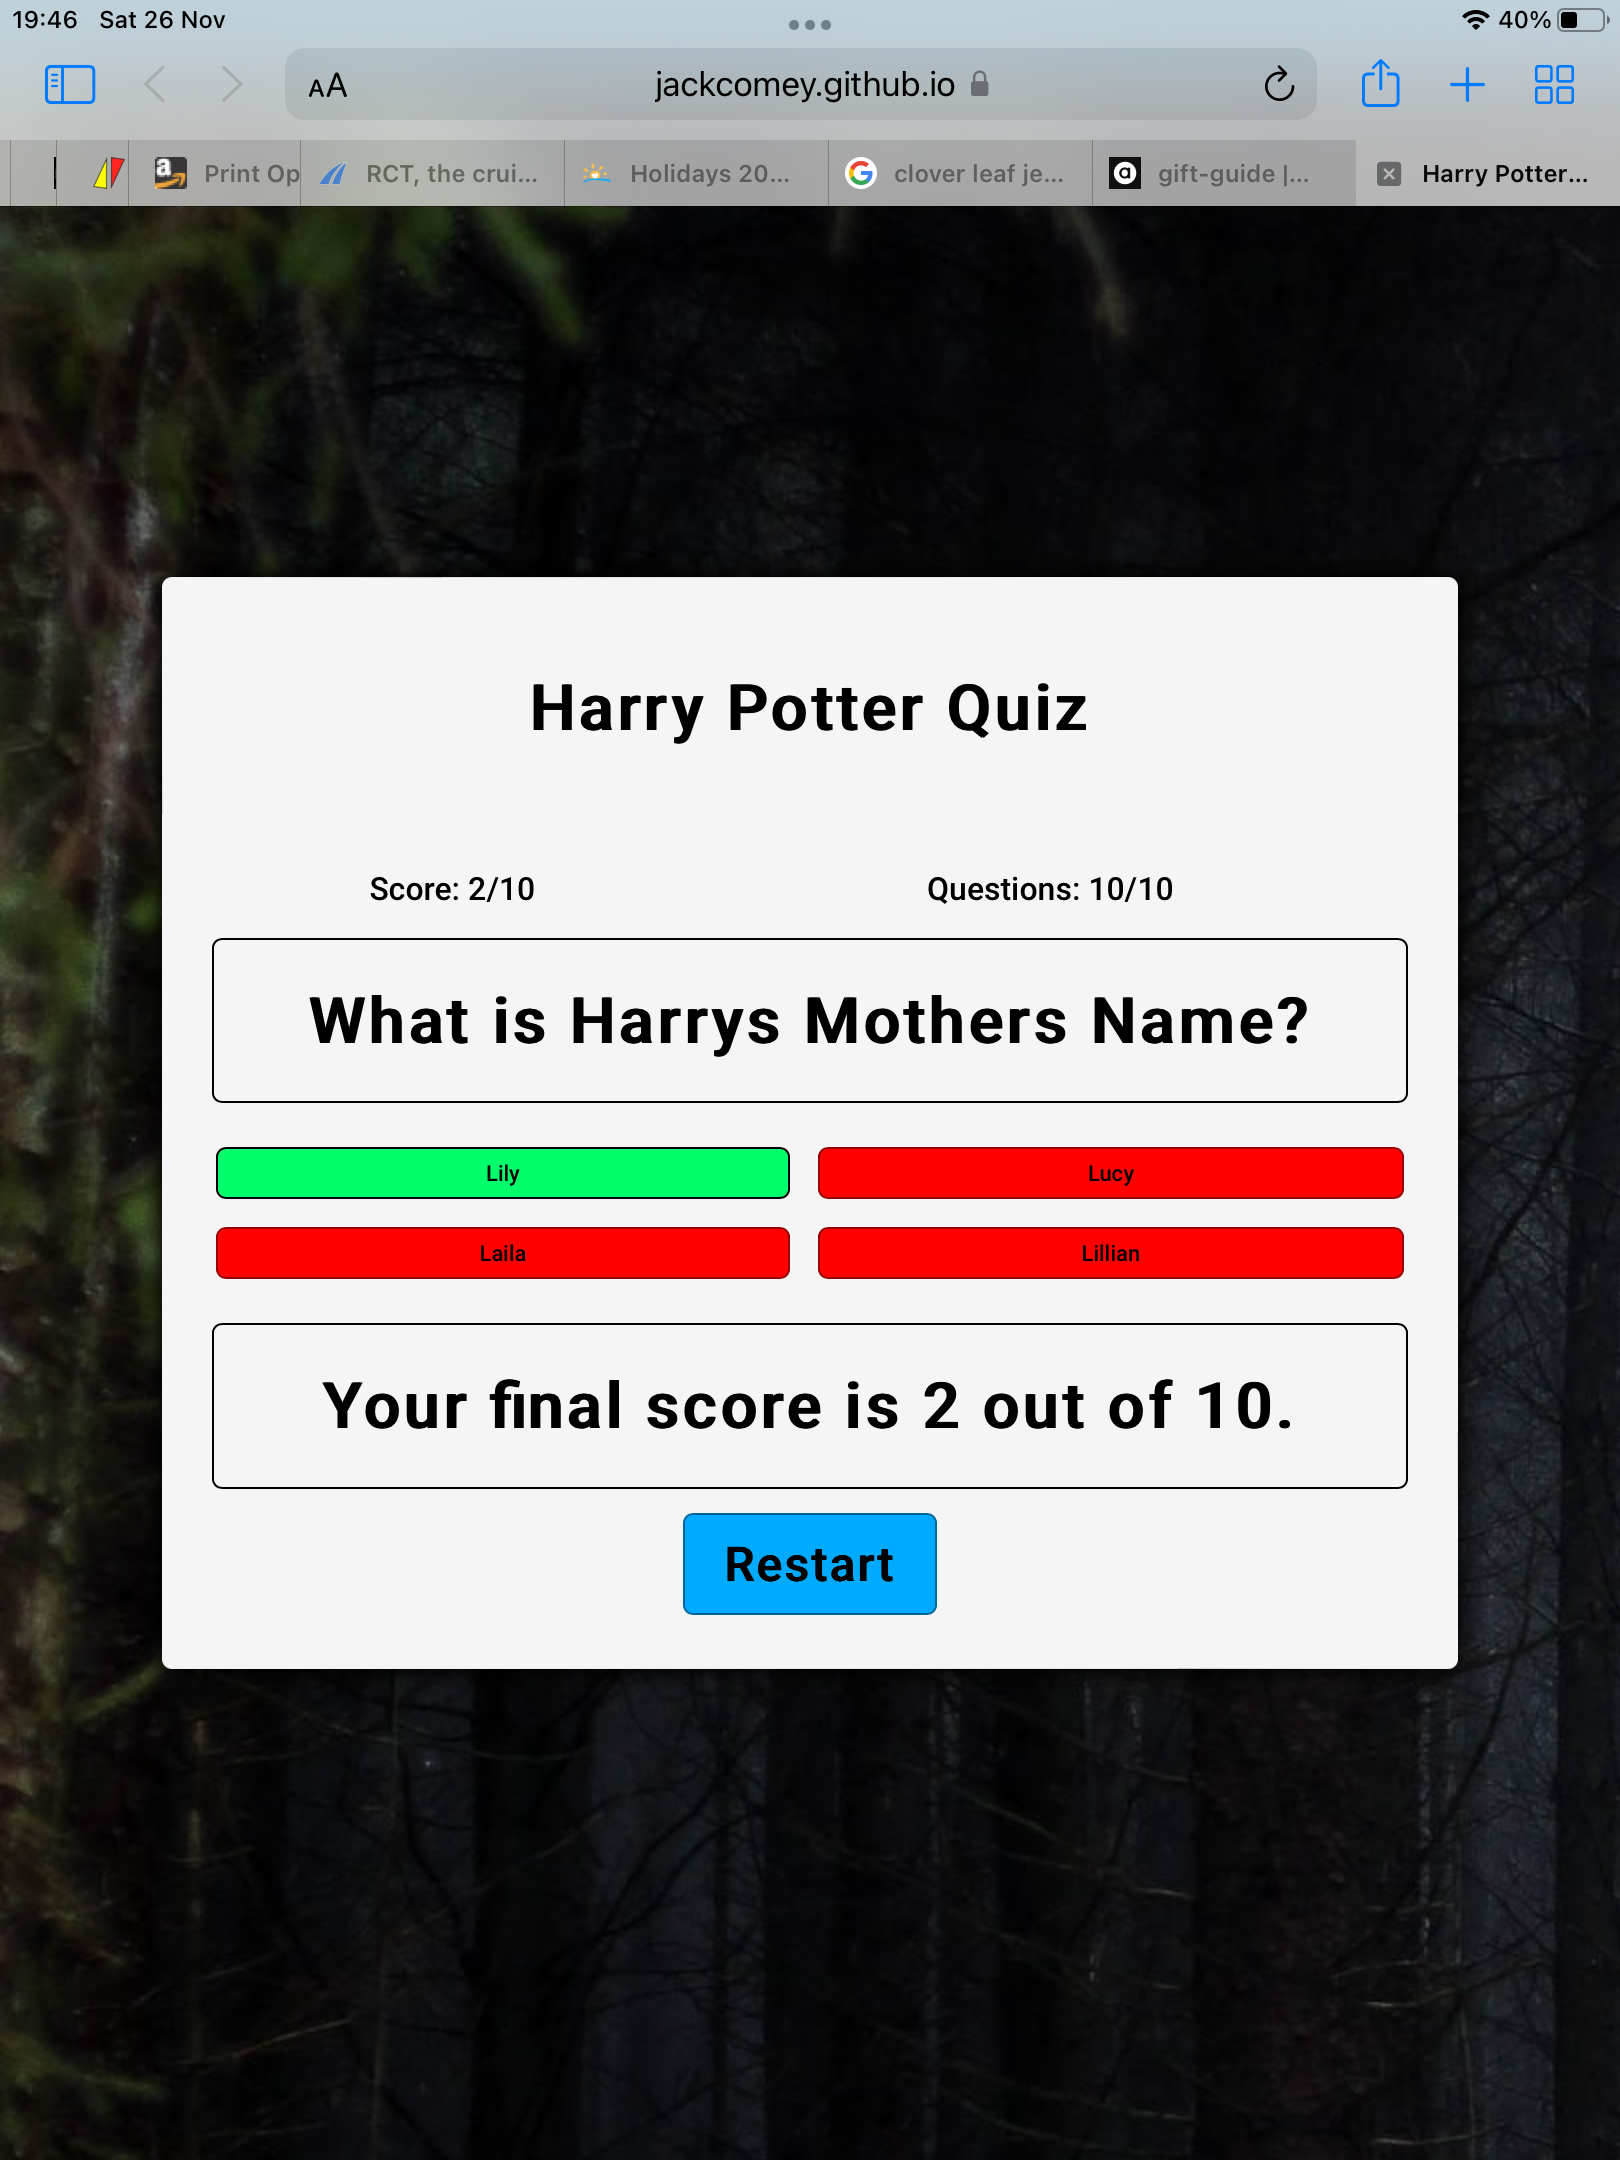 19:46 Sat 26 Nov
40%
AA
jackcomey.github.io
Print Op
RCT, the crui...
Holidays 20...
clover leaf je...
gift-guide |...
Harry Potter...
Harry Potter Quiz
Score: 2/10
Questions: 10/10
What is Harrys Mothers Name?
Lily
Lucy
Laila
Lillian
Your final score is 2 out of 10.
Restart